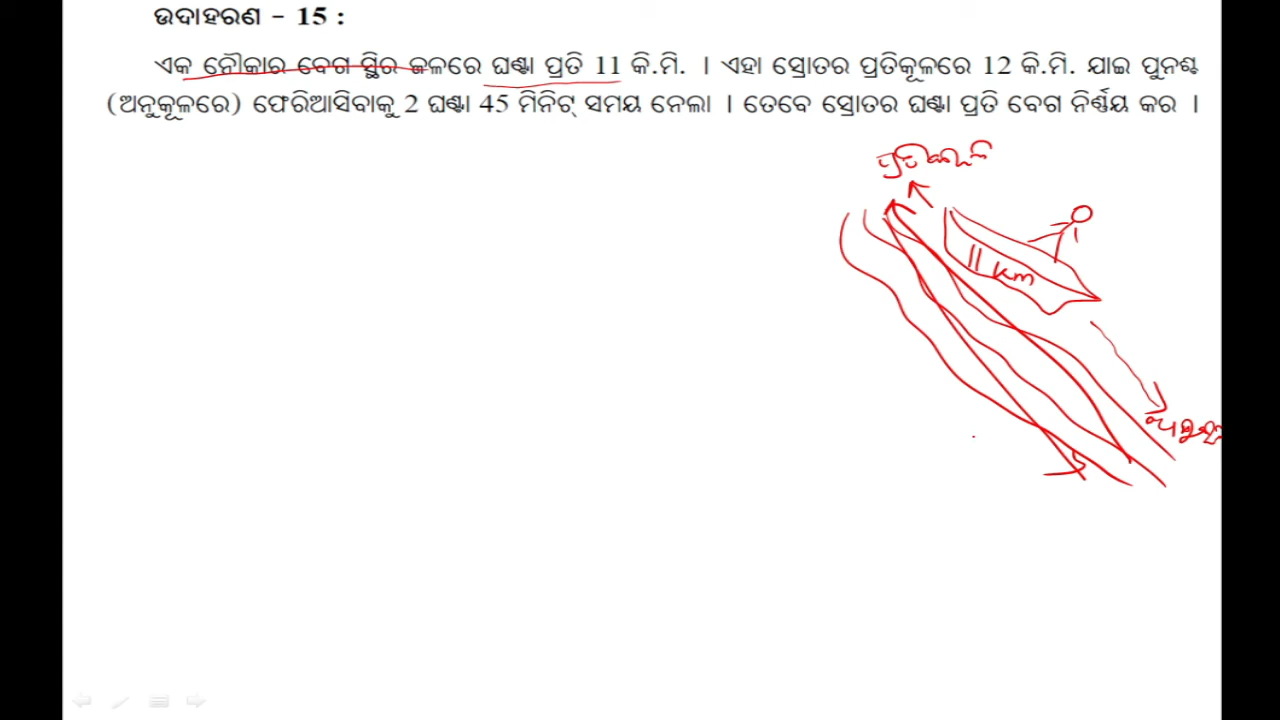 ଉଦାହରଣ - 15 :
ଏକ ନୌକାର ବେଗ ସ୍ଥିର ଜଳରେ ଘଣ୍ଟା ପ୍ରତି 11 କି.ମି. । ଏହା ସ୍ରୋତର ପ୍ରତିକୂଳରେ 12 କି.ମି. ଯାଇ ପୁନଶ୍ଚ
(ଅନୁକୂଳରେ) ଫେରିଆସିବାକୁ 2 ଘଣ୍ଟା 45 ମିନିଟ୍ ସମୟ ନେଲା । ତେବେ ସ୍ରୋତର ଘଣ୍ଟା ପ୍ରତି ବେଗ ନିର୍ଣ୍ଣୟ କର ।
ପ୍ରତିକୂଳ
11 km